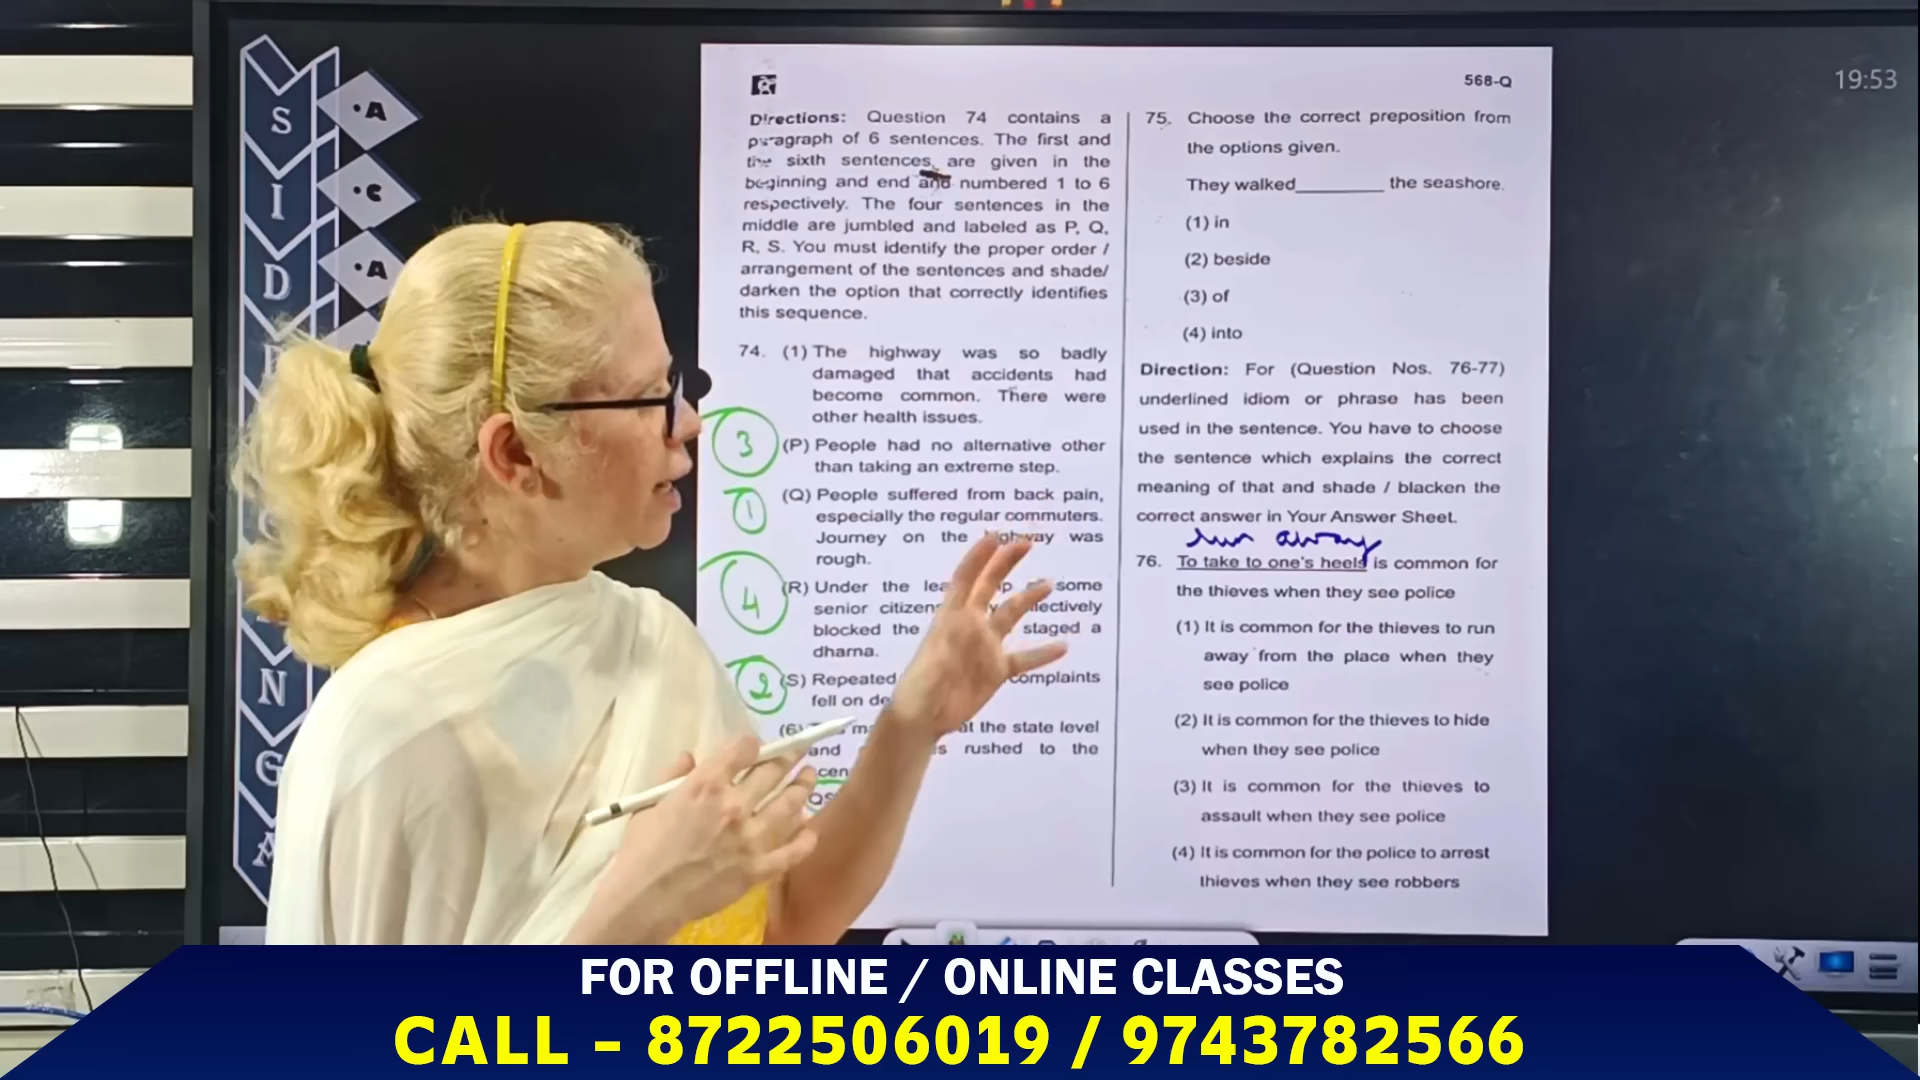 19:53
S
I
D
N
G
A
•A
•C
•A
568-Q
Directions: Question 74 contains a
paragraph of 6 sentences. The first and
the sixth sentences are given in the
beginning and end and numbered 1 to 6
respectively. The four sentences in the
middle are jumbled and labeled as P, Q,
R, S. You must identify the proper order /
arrangement of the sentences and shade/
darken the option that correctly identifies
this sequence.
74. (1) The highway was so badly
damaged that accidents had
become common. There were
other health issues.
3
(P) People had no alternative other
than taking an extreme step.
1
(Q) People suffered from back pain,
especially the regular commuters.
Journey on the highway was
rough.
4
(R) Under the some
senior
blocked the staged a
dharna.
2
(S) Repeated complaints
fell on
(6) at the state level
and rushed to the
75. Choose the correct preposition from
the options given.
They walked_________ the seashore.
(1) in
(2) beside
(3) of
(4) into
Direction: For (Question Nos. 76-77)
underlined idiom or phrase has been
used in the sentence. You have to choose
the sentence which explains the correct
meaning of that and shade / blacken the
correct answer in Your Answer Sheet.
run away
76. To take to one's heels is common for
the thieves when they see police
(1) It is common for the thieves to run
away from the place when they
see police
(2) It is common for the thieves to hide
when they see police
(3) It is common for the thieves to
assault when they see police
(4) It is common for the police to arrest
thieves when they see robbers
FOR OFFLINE / ONLINE CLASSES
CALL – 8722506019 / 9743782566